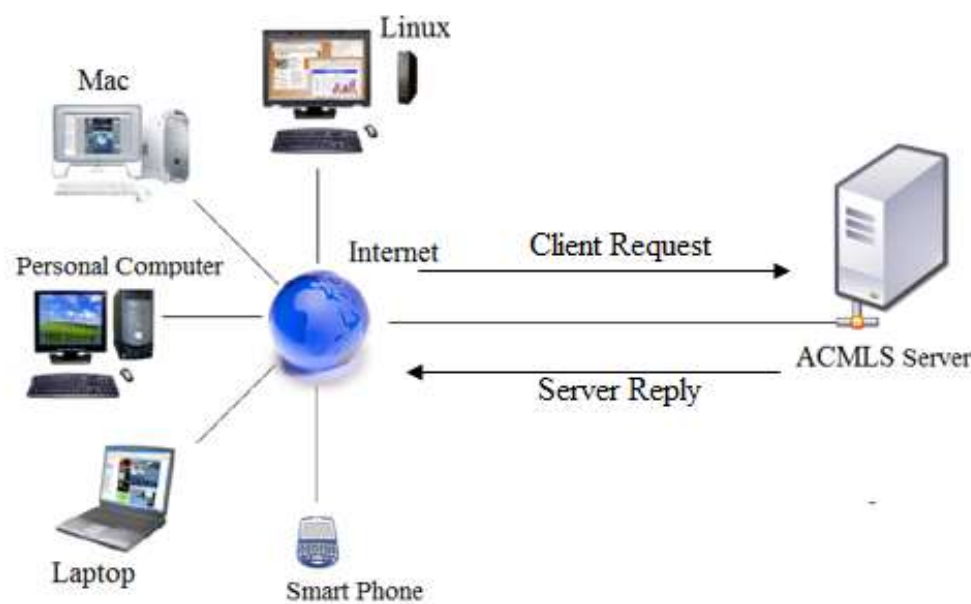 Linux
Mac
Internet
Client Request
Personal Computer
ACMLS Server
Server Reply
Laptop
Smart Phone